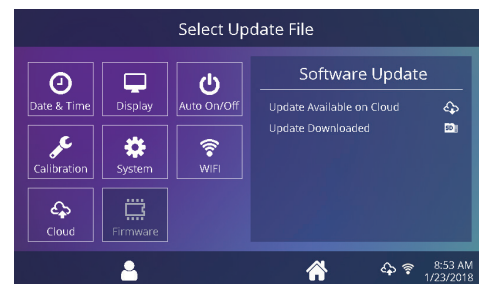 Select Update File
Date & Time
Display
Auto On/Off
Calibration
System
WIFI
Cloud
Firmware
Software Update
Update Available on Cloud
Update Downloaded
SD
8:53 AM
1/23/2018